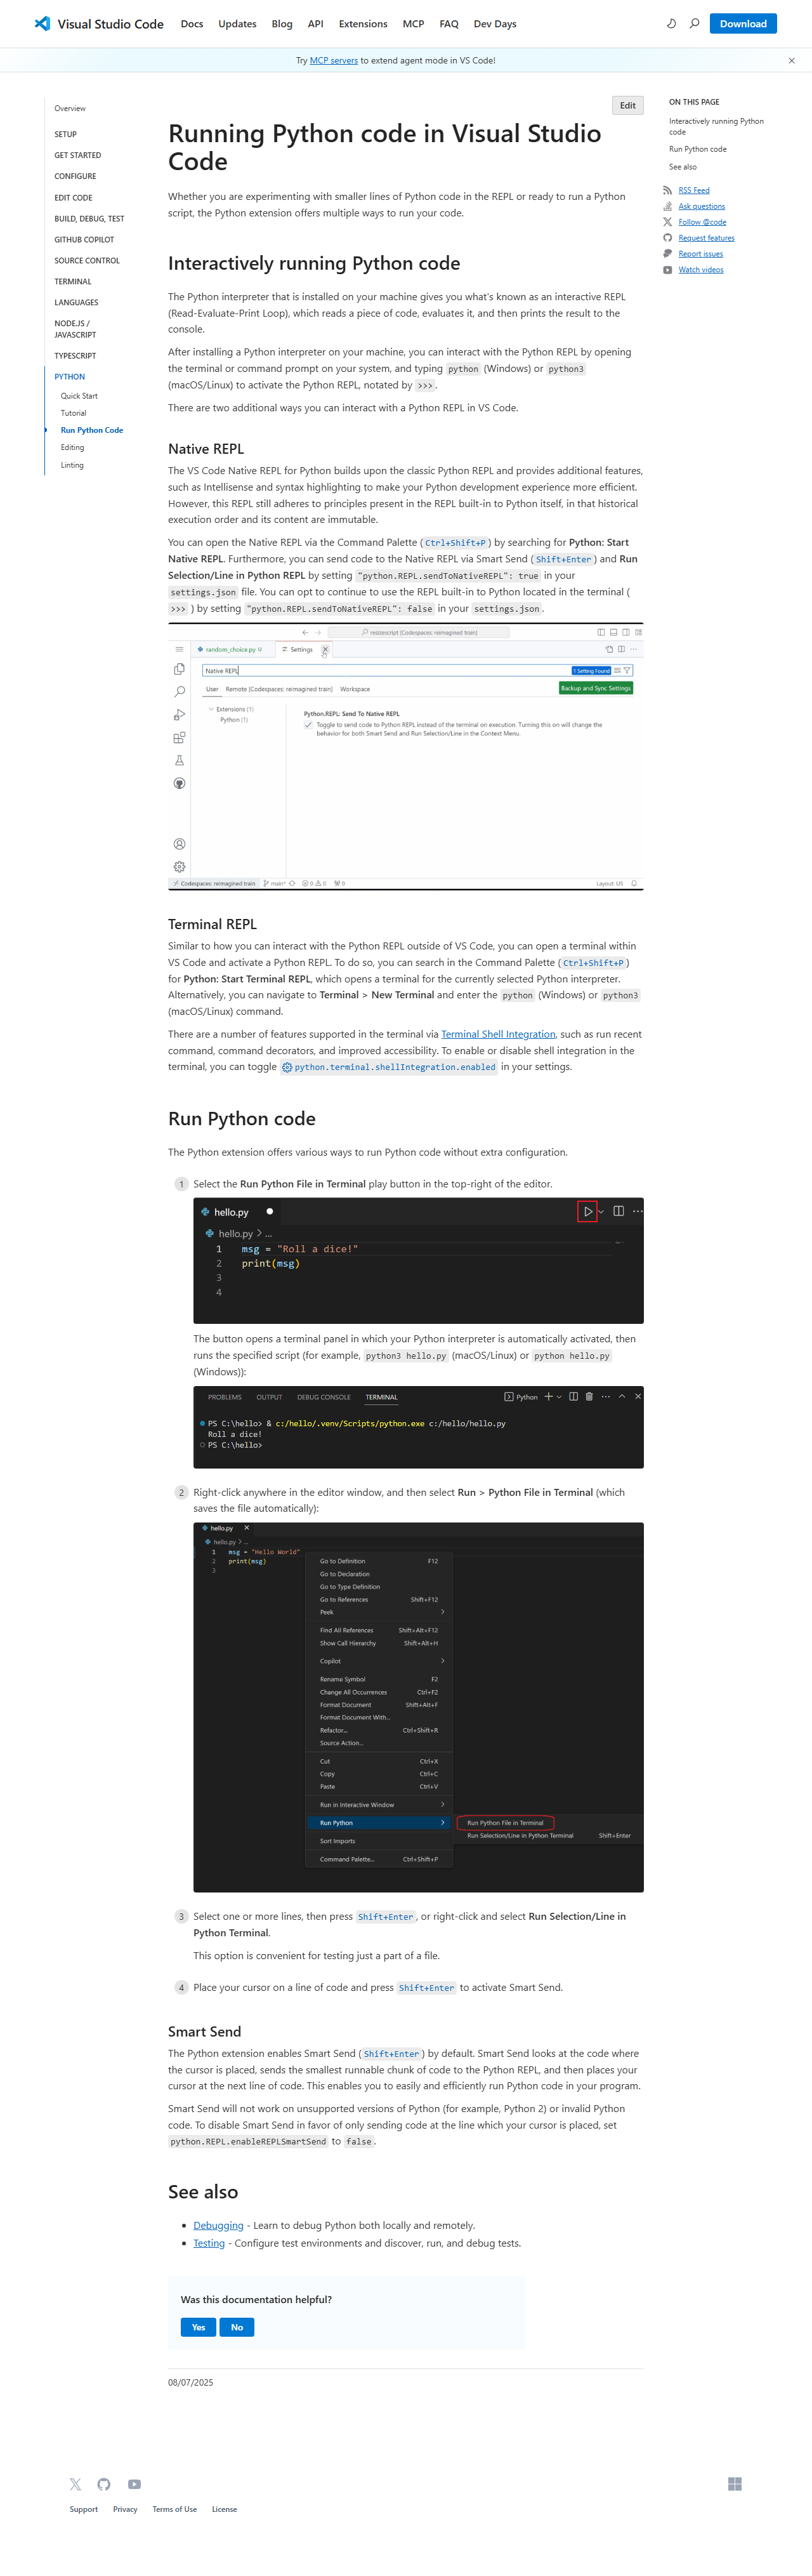 Visual Studio Code Docs Updates Blog API Extensions MCP FAQ Dev Days Download
Try MCP servers to extend agent mode in VS Code!
Overview
SETUP
GET STARTED
CONFIGURE
EDIT CODE
BUILD, DEBUG, TEST
GITHUB COPILOT
SOURCE CONTROL
TERMINAL
LANGUAGES
NODE.JS /
JAVASCRIPT
TYPESCRIPT
PYTHON
Quick Start
Tutorial
Run Python Code
Editing
Linting
Edit
Running Python code in Visual Studio
Code
Whether you are experimenting with smaller lines of Python code in the REPL or ready to run a Python
script, the Python extension offers multiple ways to run your code.
Interactively running Python code
The Python interpreter that is installed on your machine gives you what's known as an interactive REPL
(Read-Evaluate-Print Loop), which reads a piece of code, evaluates it, and then prints the result to the
console.
After installing a Python interpreter on your machine, you can interact with the Python REPL by opening
the terminal or command prompt on your system, and typing python (Windows) or python3
(macOS/Linux) to activate the Python REPL, notated by >>>.
There are two additional ways you can interact with a Python REPL in VS Code.
Native REPL
The VS Code Native REPL for Python builds upon the classic Python REPL and provides additional features,
such as Intellisense and syntax highlighting to make your Python development experience more efficient.
However, this REPL still adheres to principles present in the REPL built-in to Python itself, in that historical
execution order and its content are immutable.
You can open the Native REPL via the Command Palette (Ctrl+Shift+P) by searching for Python: Start
Native REPL. Furthermore, you can send code to the Native REPL via Smart Send (Shift+Enter) and Run
Selection/Line in Python REPL by setting "python.REPL.sendToNativeREPL": true in your
settings.json file. You can opt to continue to use the REPL built-in to Python located in the terminal (
>>> ) by setting "python.REPL.sendToNativeREPL": false in your settings.json.
restezesript [Codespaces: reimagined train]
random_choice.py U Settings
Native REPL 1 Setting Found
User Remote [Codespaces: reimagined train] Workspace Backup and Sync Settings
Extensions (1)
Python (1)
Python.REPL: Send To Native REPL
Toggle to send code to Python REPL instead of the terminal on execution. Turning this on will change the
behavior for both Smart Send and Run Selection/Line in the Context Menu.
Codespaces: reimagined train main* 0 0 0 Layout: US
Terminal REPL
Similar to how you can interact with the Python REPL outside of VS Code, you can open a terminal within
VS Code and activate a Python REPL. To do so, you can search in the Command Palette (Ctrl+Shift+P)
for Python: Start Terminal REPL, which opens a terminal for the currently selected Python interpreter.
Alternatively, you can navigate to Terminal > New Terminal and enter the python (Windows) or python3
(macOS/Linux) command.
There are a number of features supported in the terminal via Terminal Shell Integration, such as run recent
command, command decorators, and improved accessibility. To enable or disable shell integration in the
terminal, you can toggle python.terminal.shellIntegration.enabled in your settings.
Run Python code
The Python extension offers various ways to run Python code without extra configuration.
1 Select the Run Python File in Terminal play button in the top-right of the editor.
hello.py
hello.py > ...
1 msg = "Roll a dice!"
2 print(msg)
3
4
The button opens a terminal panel in which your Python interpreter is automatically activated, then
runs the specified script (for example, python3 hello.py (macOS/Linux) or python hello.py
(Windows)):
PROBLEMS OUTPUT DEBUG CONSOLE TERMINAL Python
PS C:\hello> & c:/hello/.venv/Scripts/python.exe c:/hello/hello.py
Roll a dice!
PS C:\hello>
2 Right-click anywhere in the editor window, and then select Run > Python File in Terminal (which
saves the file automatically):
hello.py
hello.py > ...
1 msg = "Hello World"
2 print(msg)
3
Go to Definition F12
Go to Declaration
Go to Type Definition
Go to References Shift+F12
Peek
Find All References Shift+Alt+F12
Show Call Hierarchy Shift+Alt+H
Copilot
Rename Symbol F2
Change All Occurrences Ctrl+F2
Format Document Shift+Alt+F
Format Document With...
Refactor... Ctrl+Shift+R
Source Action...
Cut Ctrl+X
Copy Ctrl+C
Paste Ctrl+V
Run in Interactive Window
Run Python
Run Python File in Terminal
Run Selection/Line in Python Terminal Shift+Enter
Sort Imports
Command Palette... Ctrl+Shift+P
3 Select one or more lines, then press Shift+Enter, or right-click and select Run Selection/Line in
Python Terminal.
This option is convenient for testing just a part of a file.
4 Place your cursor on a line of code and press Shift+Enter to activate Smart Send.
Smart Send
The Python extension enables Smart Send (Shift+Enter) by default. Smart Send looks at the code where
the cursor is placed, sends the smallest runnable chunk of code to the Python REPL, and then places your
cursor at the next line of code. This enables you to easily and efficiently run Python code in your program.
Smart Send will not work on unsupported versions of Python (for example, Python 2) or invalid Python
code. To disable Smart Send in favor of only sending code at the line which your cursor is placed, set
python.REPL.enableREPLSmartSend to false.
See also
Debugging - Learn to debug Python both locally and remotely.
Testing - Configure test environments and discover, run, and debug tests.
Was this documentation helpful?
Yes No
08/07/2025
ON THIS PAGE
Interactively running Python
code
Run Python code
See also
RSS Feed
Ask questions
Follow @code
Request features
Report issues
Watch videos
Support Privacy Terms of Use License